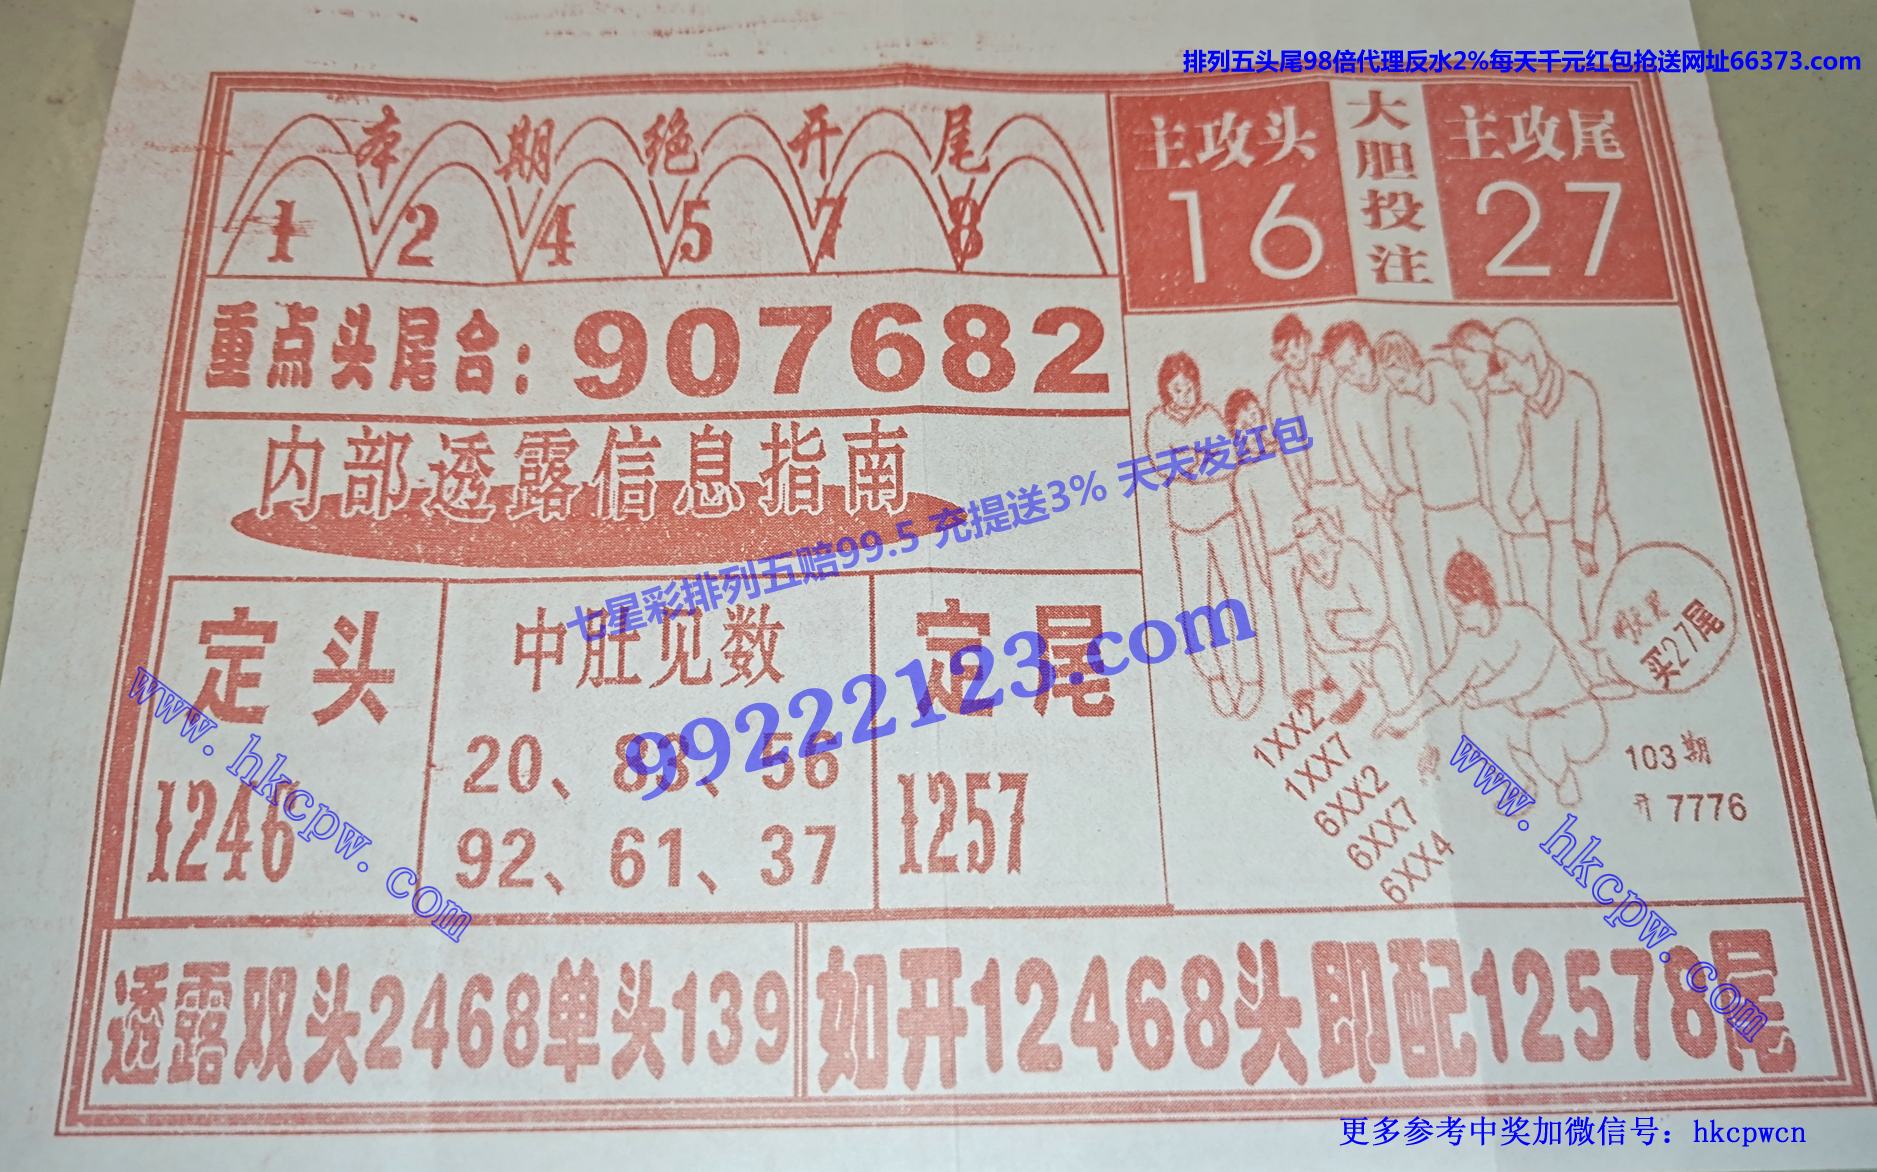 排列五头尾98倍代理反水2%每天千元红包抢送网址66373.com
本期绝开尾
1 2 4 5 7 8
主攻头
16
大胆投注
主攻尾
27
重点头尾合：907682
内部透露信息指南
七星彩排列五赔99.5 充提送3% 天天发红包
99222123.com
定头
1246
中肚见数
20、83、56
92、61、37
定尾
1257
买27尾
1XX2
1XX7
6XX2
6XX7
6XX4
103期
开 7776
www.hkcpw.com
www.hkcpw.com
透露双头2468单头139
如开12468头即配12578尾
更多参考中奖加微信号：hkcpwcn